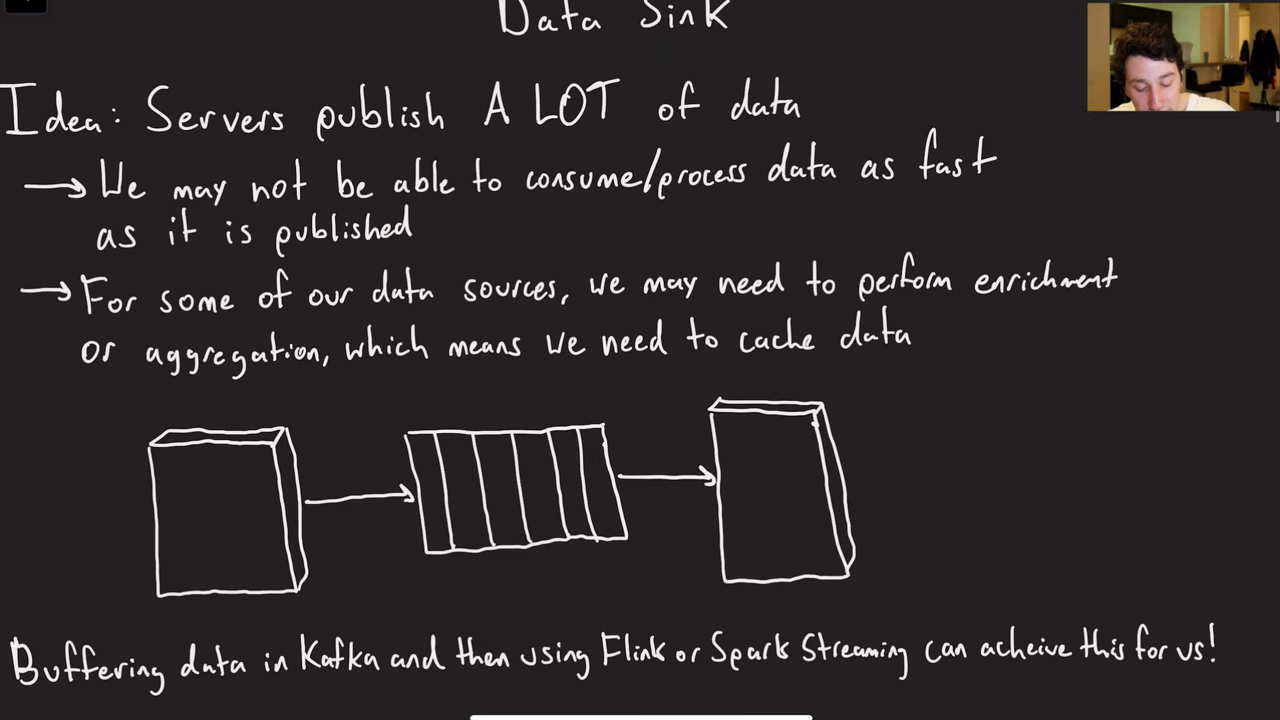 Data Sink
Idea: Servers publish A LOT of data
→ We may not be able to consume/process data as fast
as it is published
→ For some of our data sources, we may need to perform enrichment
or aggregation, which means we need to cache data
Buffering data in Kafka and then using Flink or Spark Streaming can acheive this for us!